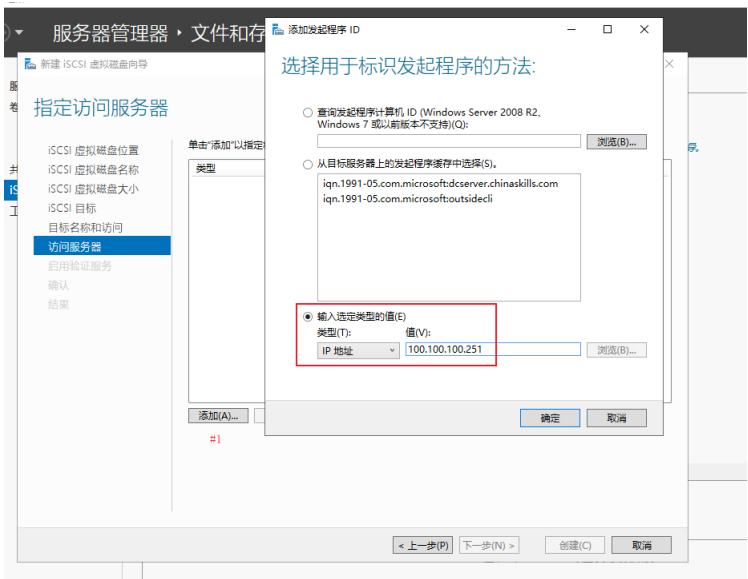 服务器管理器 · 文件和存
添加发起程序 ID
新建 iSCSI 虚拟磁盘向导
选择用于标识发起程序的方法:
指定访问服务器
查询发起程序计算机 ID (Windows Server 2008 R2、
Windows 7 或以前版本不支持)(Q):
浏览(B)...
iSCSI 虚拟磁盘位置
iSCSI 虚拟磁盘名称
iSCSI 虚拟磁盘大小
iSCSI 目标
目标名称和访问
访问服务器
启用验证服务
确认
结果
单击"添加"以指定
类型
从目标服务器上的发起程序缓存中选择(S)。
iqn.1991-05.com.microsoft:dcserver.chinaskills.com
iqn.1991-05.com.microsoft:outsidecli
输入选定类型的值(E)
类型(T):
值(V):
IP 地址
100.100.100.251
浏览(B)...
添加(A)...
#1
确定
取消
< 上一步(P)
下一步(N) >
创建(C)
取消